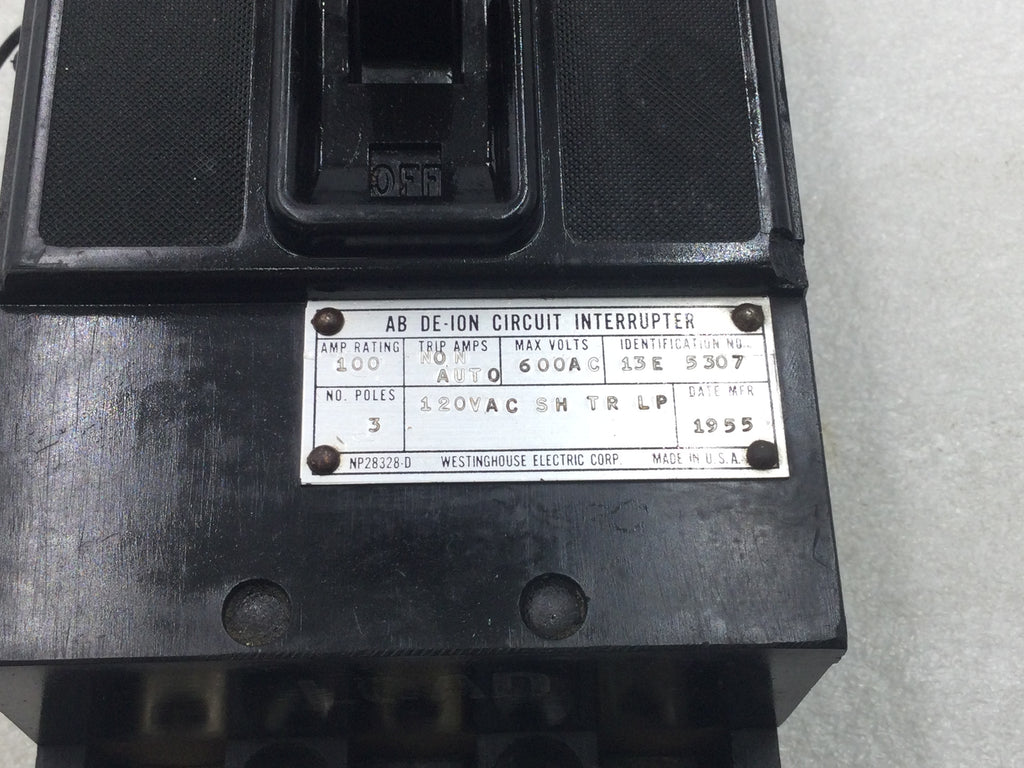 OFF
AB DE-ION CIRCUIT INTERRUPTER
AMP RATING TRIP AMPS MAX VOLTS IDENTIFICATION NO.
100 NON AUTO 600AC 13E 5307
NO. POLES 120VAC SH TR LP DATE MFR
3 1955
NP28328-D WESTINGHOUSE ELECTRIC CORP. MADE IN U.S.A.
LOAD